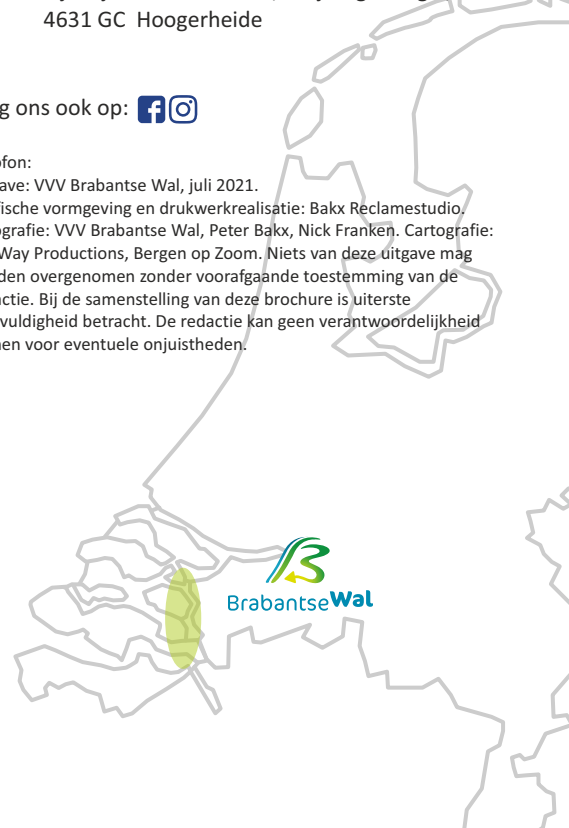 4631 GC Hoogerheide
g ons ook op:
ofon:
ave: VVV Brabantse Wal, juli 2021.
fische vormgeving en drukwerkrealisatie: Bakx Reclamestudio.
ografie: VVV Brabantse Wal, Peter Bakx, Nick Franken. Cartografie:
Way Productions, Bergen op Zoom. Niets van deze uitgave mag
den overgenomen zonder voorafgaande toestemming van de
actie. Bij de samenstelling van deze brochure is uiterste
vuldigheid betracht. De redactie kan geen verantwoordelijkheid
nen voor eventuele onjuistheden.
BrabantseWal